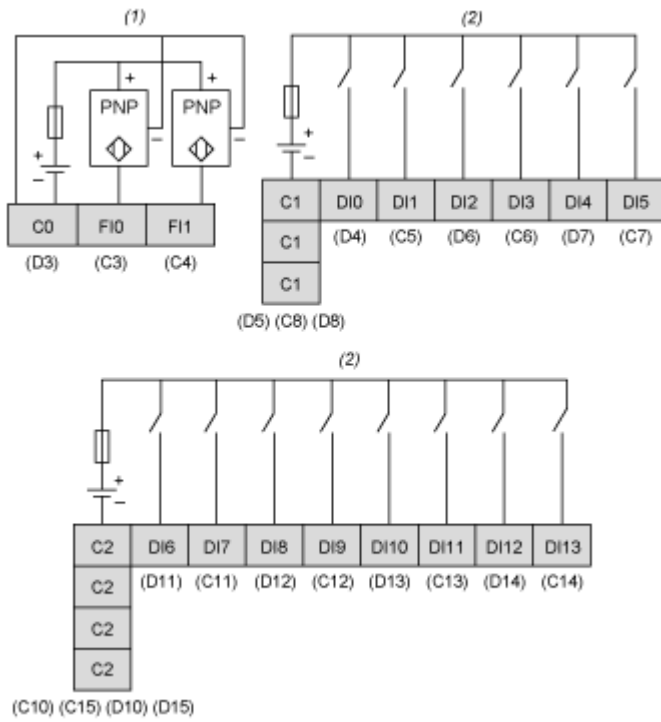 (1)
(2)
+ +
PNP PNP
+ − −
−
+
−
C0 FI0 FI1
(D3) (C3) (C4)
C1 DI0 DI1 DI2 DI3 DI4 DI5
(D4) (C5) (D6) (C6) (D7) (C7)
C1
C1
(D5) (C8) (D8)
(2)
+
−
C2 DI6 DI7 DI8 DI9 DI10 DI11 DI12 DI13
(D11) (C11) (D12) (C12) (D13) (C13) (D14) (C14)
C2
C2
C2
(C10) (C15) (D10) (D15)